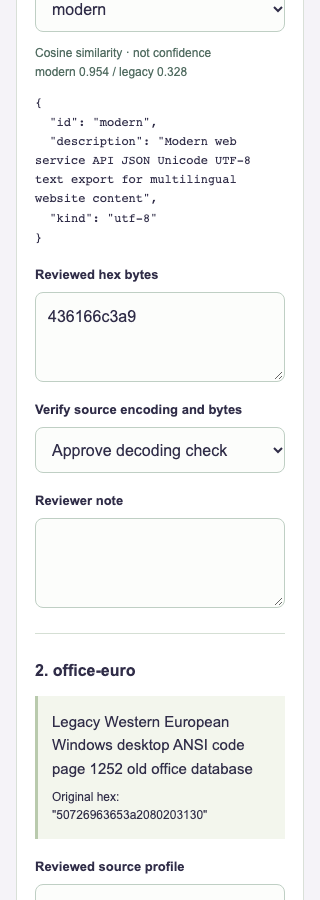 modern
Cosine similarity · not confidence
modern 0.954 / legacy 0.328
{
  "id": "modern",
  "description": "Modern web
service API JSON Unicode UTF-8
text export for multilingual
website content",
  "kind": "utf-8"
}
Reviewed hex bytes
436166c3a9
Verify source encoding and bytes
Approve decoding check
Reviewer note
2. office-euro
Legacy Western European
Windows desktop ANSI code
page 1252 old office database
Original hex:
"50726963653a2080203130"
Reviewed source profile